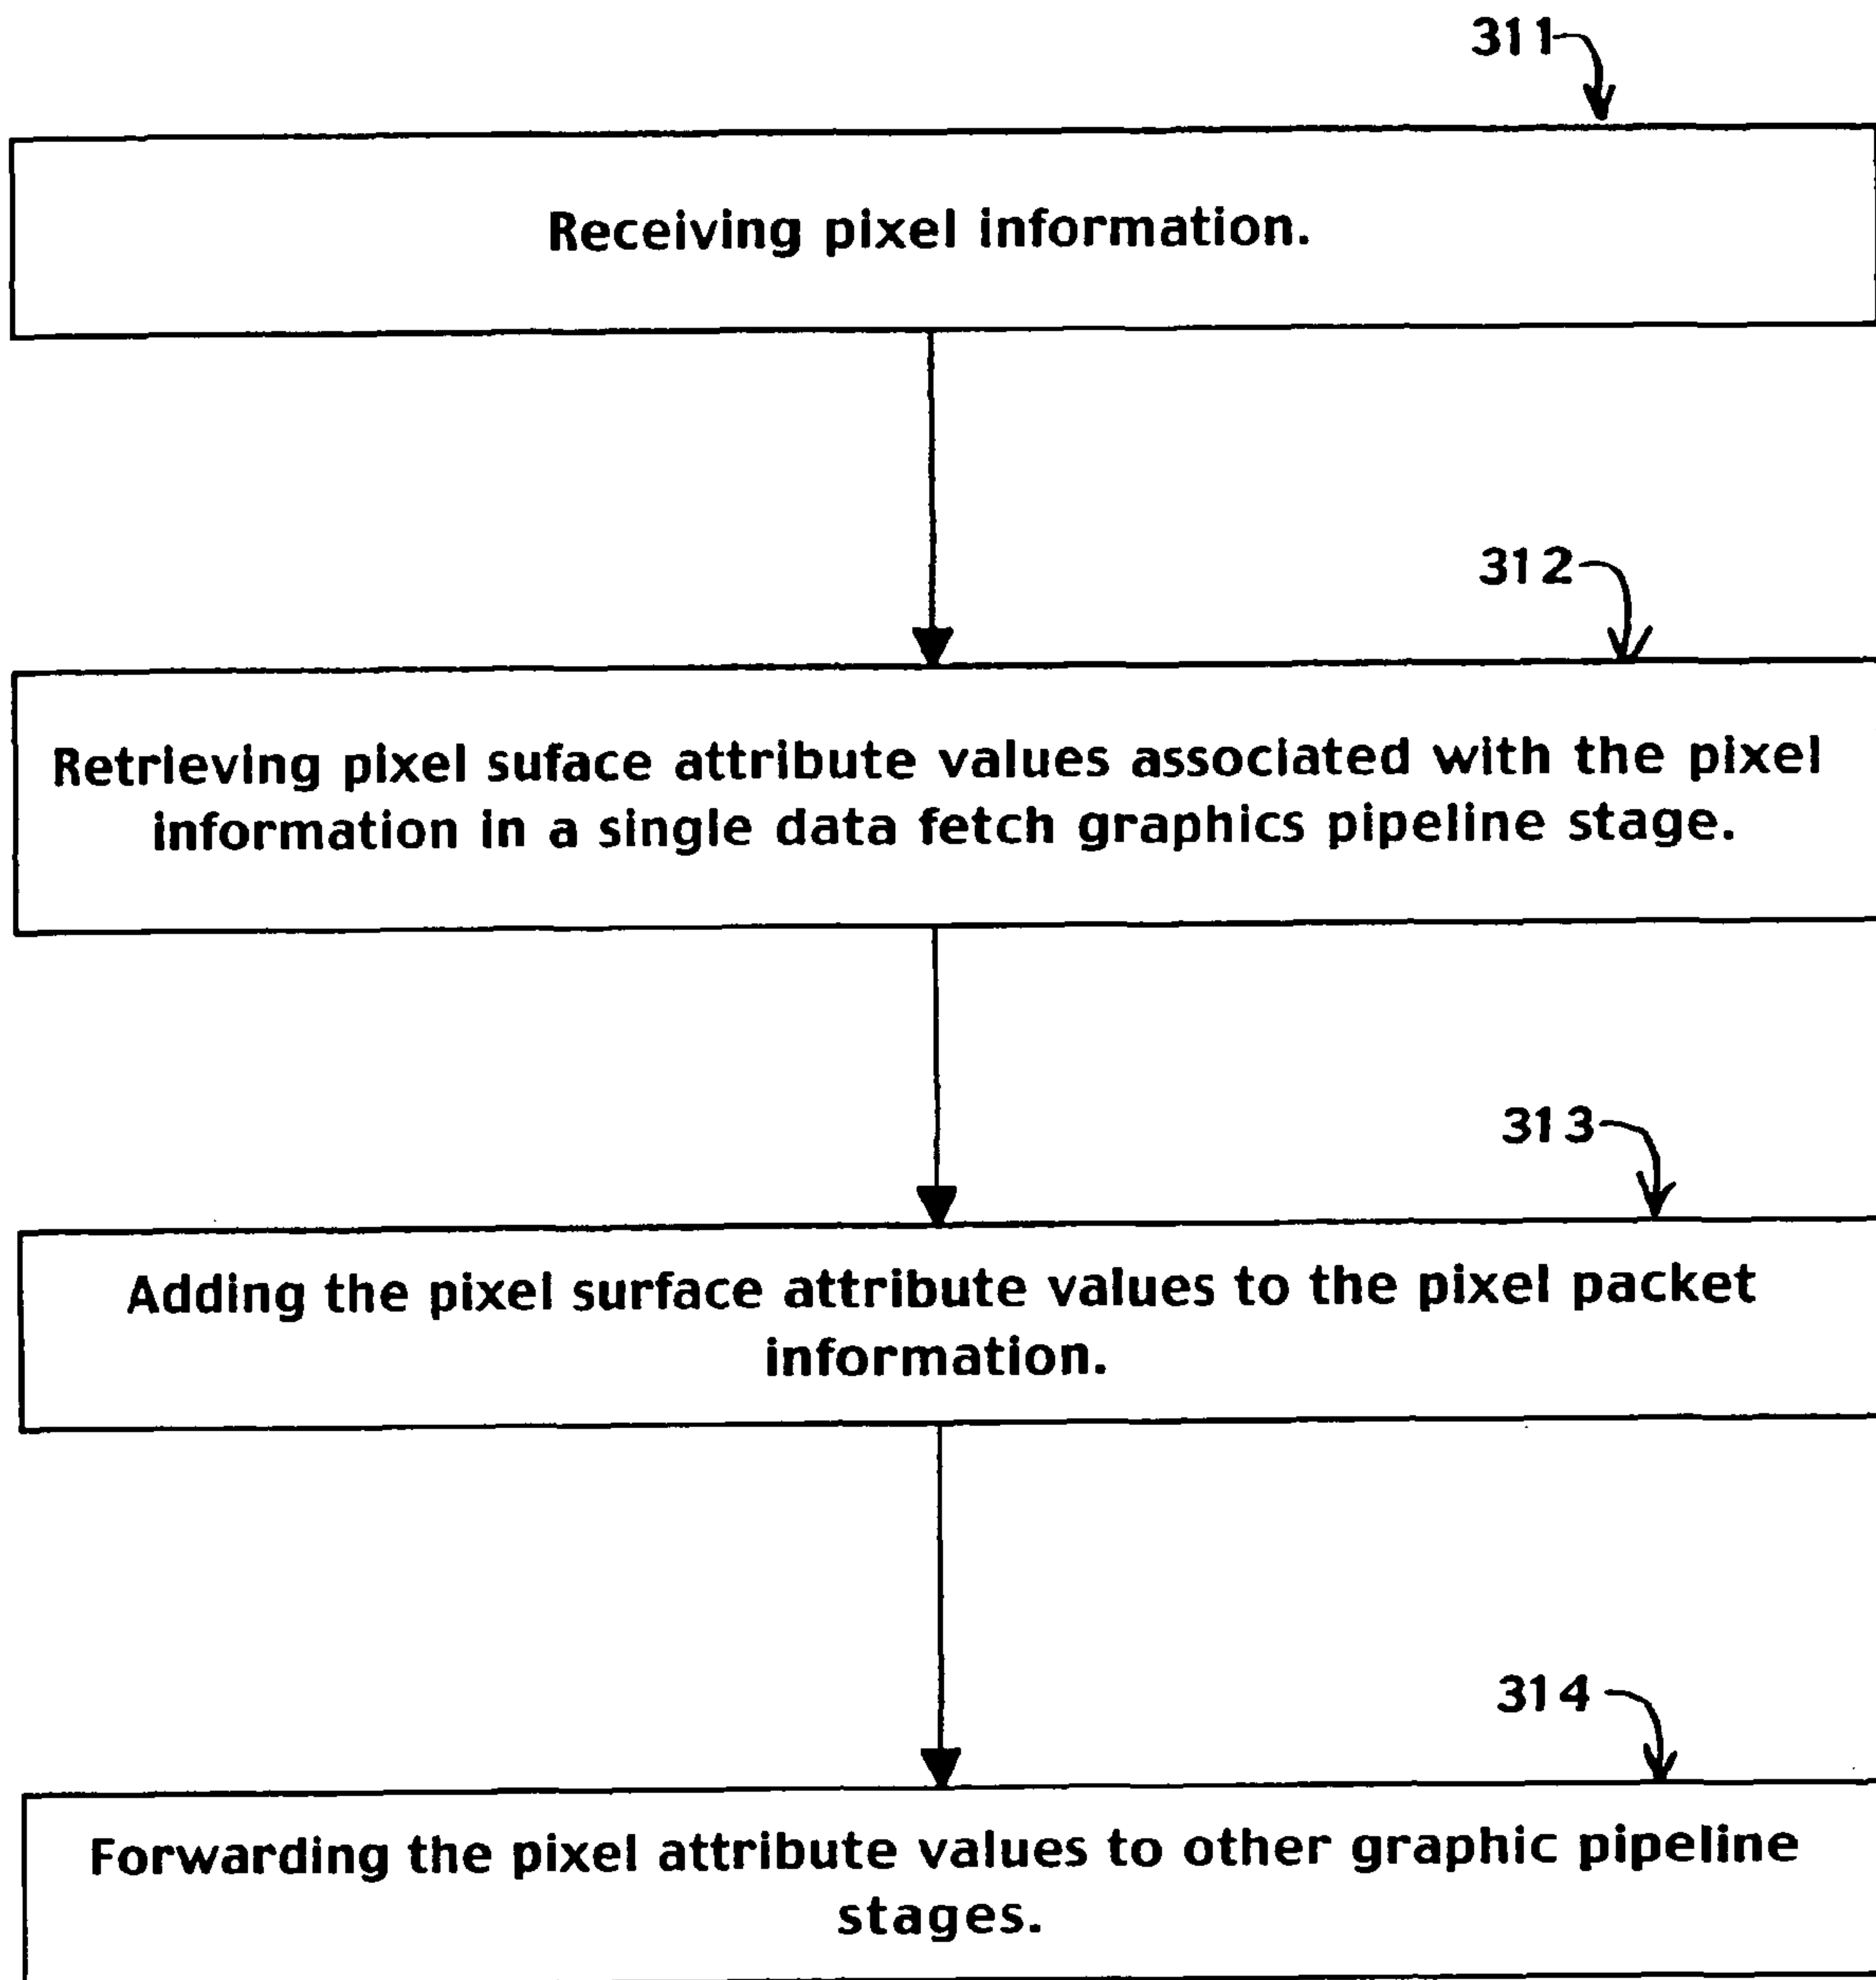 311
Receiving pixel information.
312
Retrieving pixel suface attribute values associated with the pixel
information in a single data fetch graphics pipeline stage.
313
Adding the pixel surface attribute values to the pixel packet
information.
314
Forwarding the pixel attribute values to other graphic pipeline
stages.